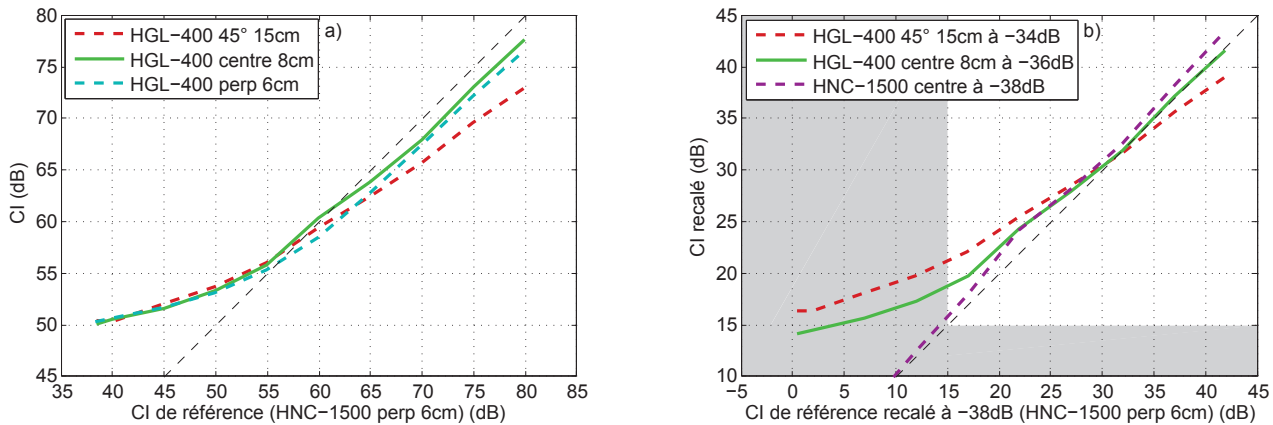 HGL−400 45° 15cm
HGL−400 centre 8cm
HGL−400 perp 6cm
a)
CI (dB)
80
75
70
65
60
55
50
45
35 40 45 50 55 60 65 70 75 80 85
CI de référence (HNC−1500 perp 6cm) (dB)
HGL−400 45° 15cm à −34dB
HGL−400 centre 8cm à −36dB
HNC−1500 centre à −38dB
b)
CI recalé (dB)
45
40
35
30
25
20
15
10
−5 0 5 10 15 20 25 30 35 40 45
CI de référence recalé à −38dB (HNC−1500 perp 6cm) (dB)